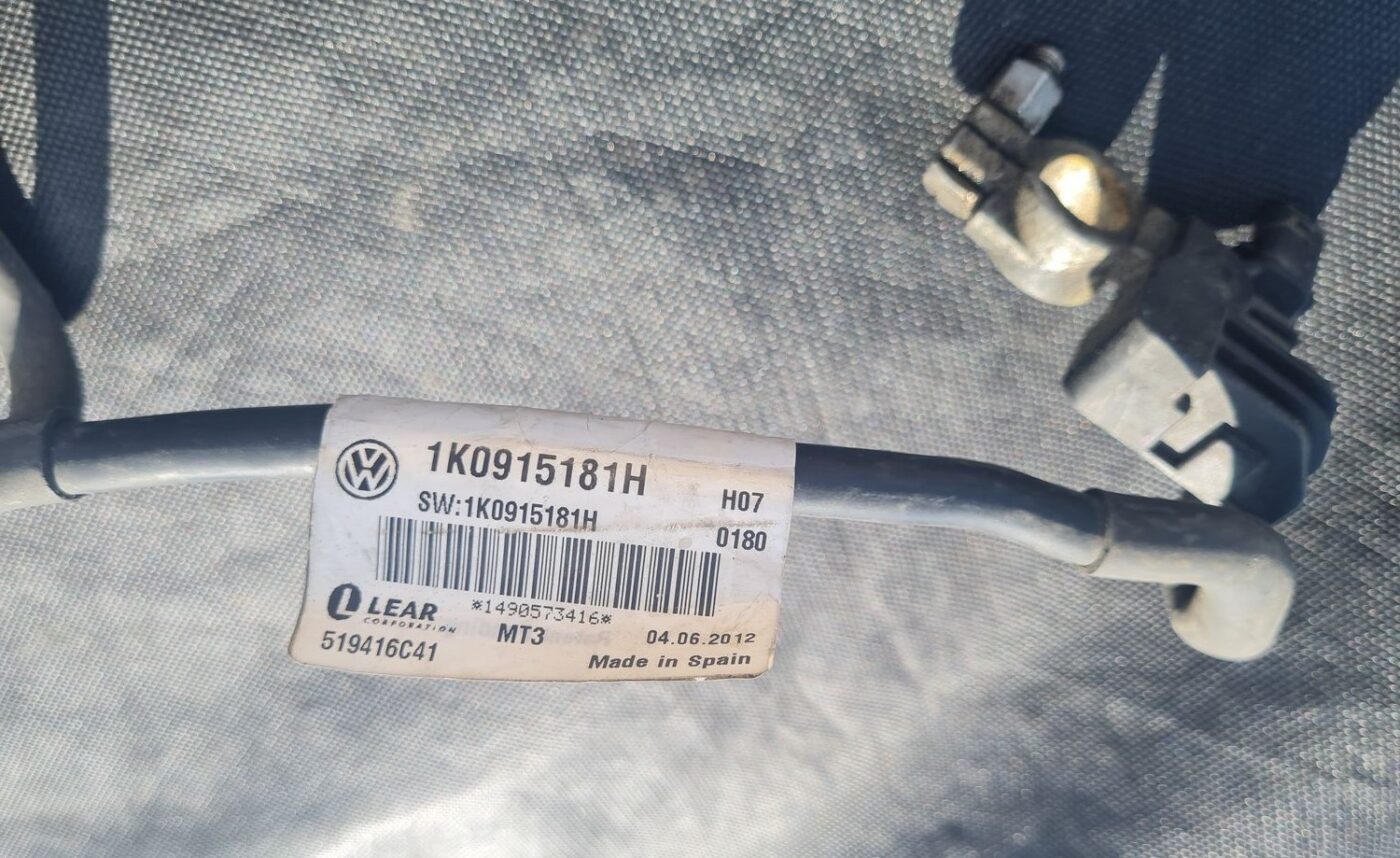 1K0915181H
SW:1K0915181H
H07
0180
*1490573416*
LEAR
CORPORATION
MT3
04.06.2012
519416C41
Made in Spain